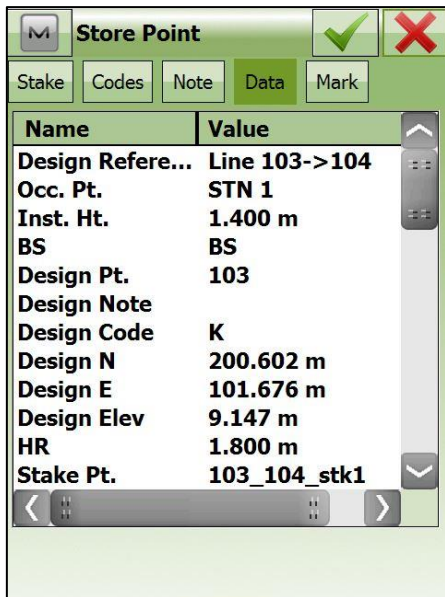 Store Point
Stake Codes Note Data Mark
Name Value
Design Refere... Line 103->104
Occ. Pt. STN 1
Inst. Ht. 1.400 m
BS BS
Design Pt. 103
Design Note
Design Code K
Design N 200.602 m
Design E 101.676 m
Design Elev 9.147 m
HR 1.800 m
Stake Pt. 103_104_stk1